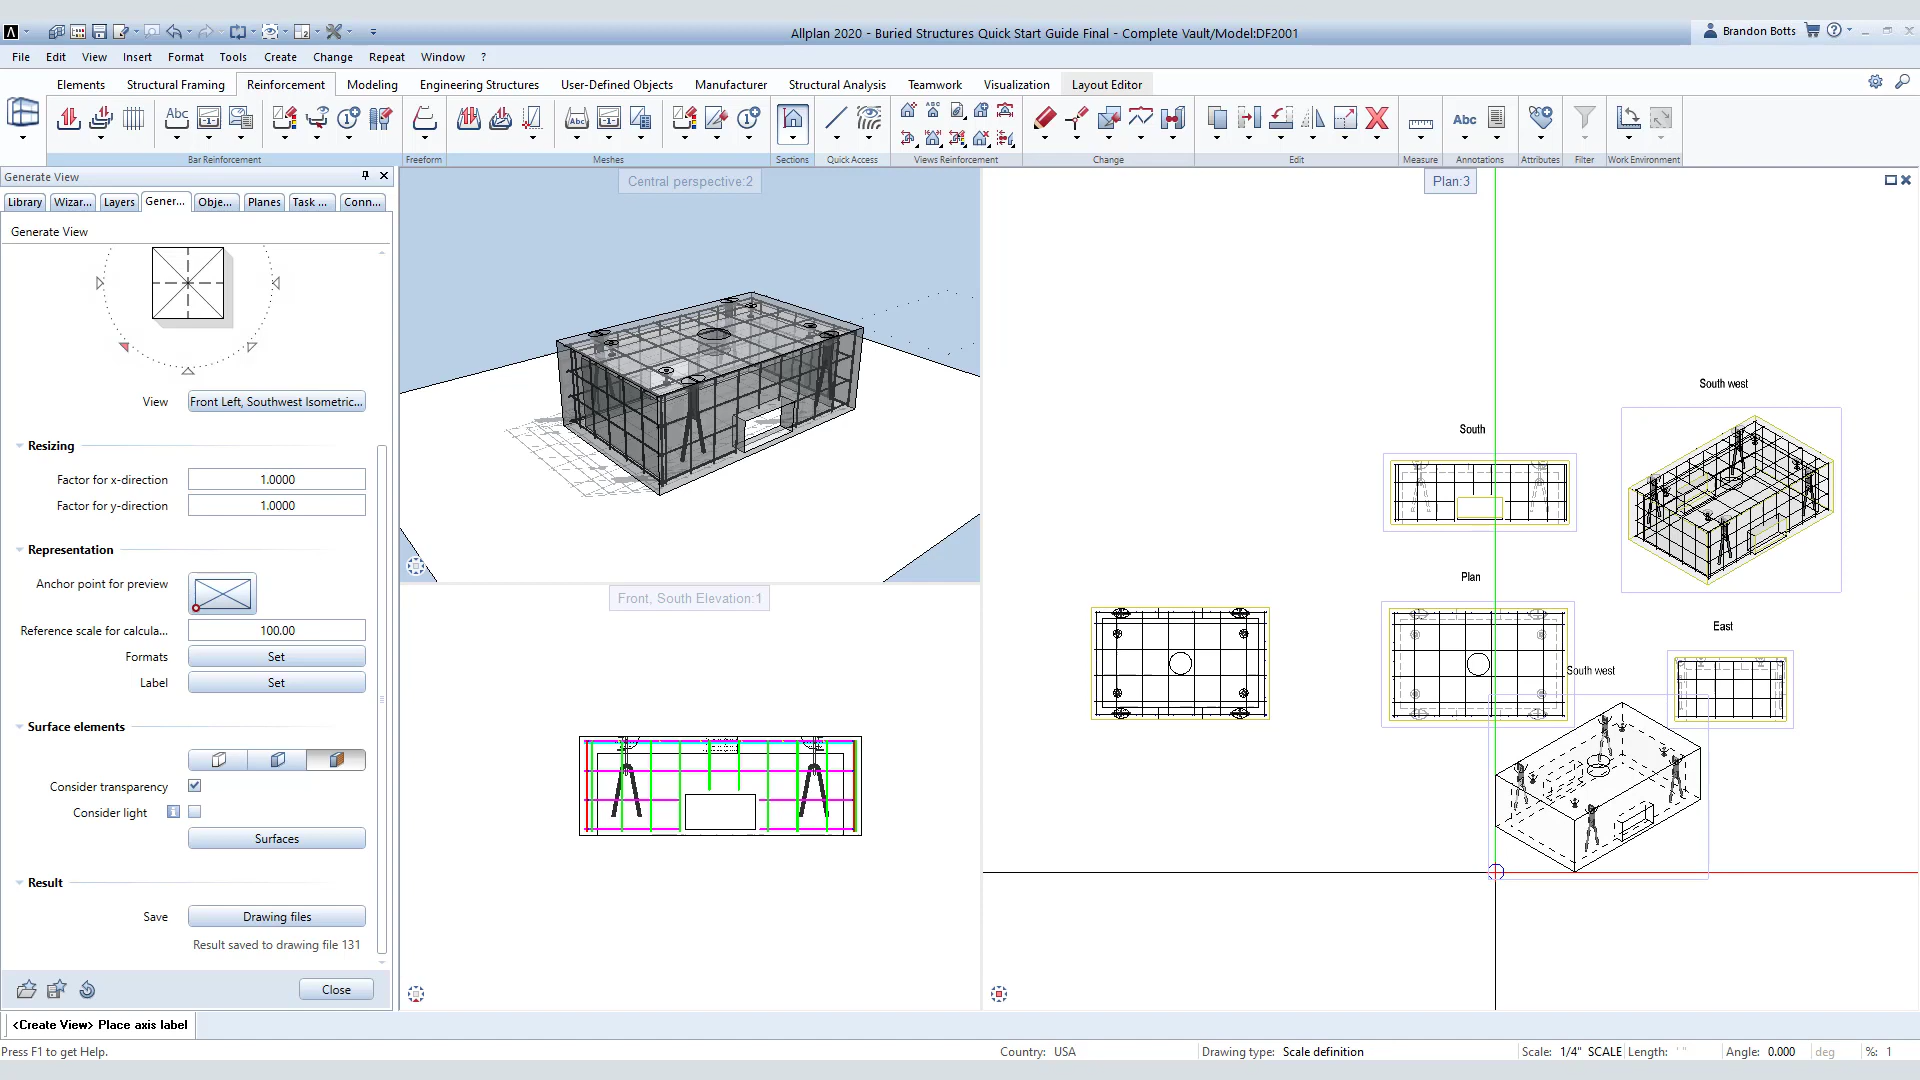 Allplan 2020 - Buried Structures Quick Start Guide Final - Complete Vault/Model:DF2001
Brandon Botts
File Edit View Insert Format Tools Create Change Repeat Window ?
Elements Structural Framing Reinforcement Modeling Engineering Structures User-Defined Objects Manufacturer Structural Analysis Teamwork Visualization Layout Editor
Abc Abc Abc
Bar Reinforcement Freeform Meshes Sections Quick Access Views Reinforcement Change Edit Measure Annotations Attributes Filter Work Environment
Generate View
Library Wizar... Layers Gener... Obje... Planes Task ... Conn...
Generate View
View Front Left, Southwest Isometric...
Resizing
Factor for x-direction 1.0000
Factor for y-direction 1.0000
Representation
Anchor point for preview
Reference scale for calcula... 100.00
Formats Set
Label Set
Surface elements
Consider transparency
Consider light
Surfaces
Result
Save Drawing files
Result saved to drawing file 131
Close
Central perspective:2
Front, South Elevation:1
Plan:3
South west
South
Plan
East
South west
<Create View> Place axis label
Press F1 to get Help.
Country: USA
Drawing type: Scale definition
Scale: 1/4" SCALE
Length: ' "
Angle: 0.000 deg
%: 1